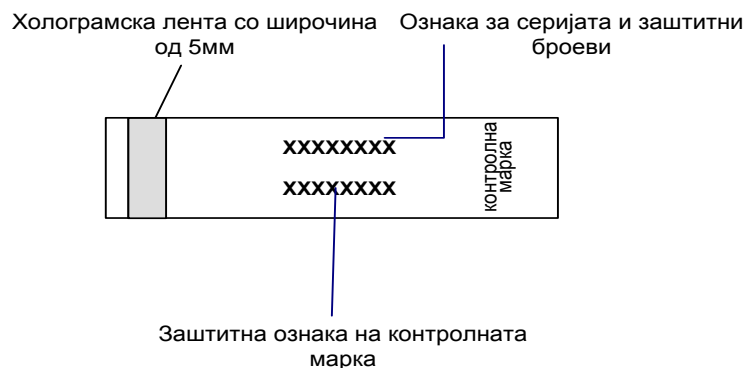 Холограмска лента со широчина
од 5мм
Ознака за серијата и заштитни
броеви
xxxxxxxx
xxxxxxxx
контролна
марка
Заштитна ознака на контролната
марка